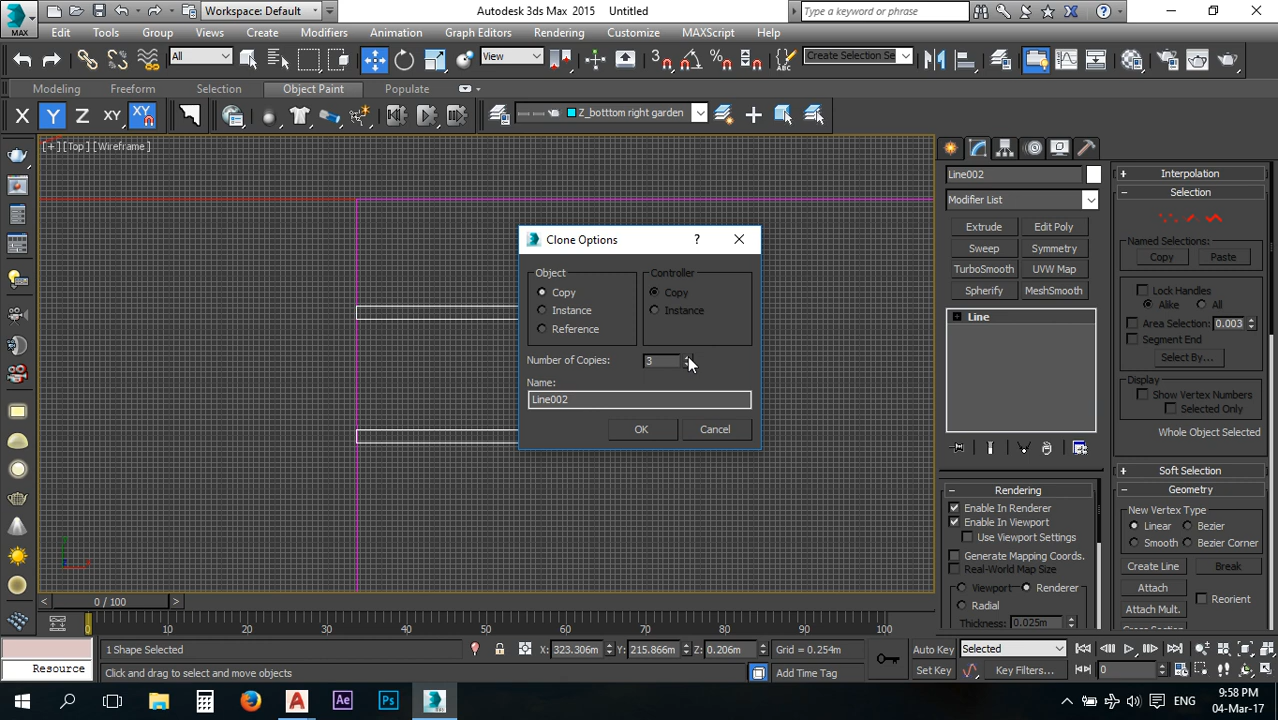 MAX
Workspace: Default
Autodesk 3ds Max 2015 Untitled
Type a keyword or phrase
Edit Tools Group Views Create Modifiers Animation Graph Editors Rendering Customize MAXScript Help
All
View
Create Selection Se
Modeling Freeform Selection Object Paint Populate
X Y Z XY XY
Z_botttom right garden
[+] [Top] [Wireframe]
Line002
Modifier List
Extrude Edit Poly
Sweep Symmetry
TurboSmooth UVW Map
Spherify MeshSmooth
Line
Rendering
Enable In Renderer
Enable In Viewport
Use Viewport Settings
Generate Mapping Coords.
Real-World Map Size
Viewport Renderer
Radial
Thickness: 0.025m
Interpolation
Selection
Named Selections:
Copy Paste
Lock Handles
Alike All
Area Selection: 0.003
Segment End
Select By...
Display
Show Vertex Numbers
Selected Only
Whole Object Selected
Soft Selection
Geometry
New Vertex Type
Linear Bezier
Smooth Bezier Corner
Create Line Break
Attach Reorient
Attach Mult.
Clone Options
Object
Copy
Instance
Reference
Controller
Copy
Instance
Number of Copies: 3
Name:
Line002
OK Cancel
0 / 100
0 10 20 30 40 50 60 70 80 90 100
1 Shape Selected
X: 323.306m Y: 215.866m Z: 0.206m Grid = 0.254m
Auto Key Selected
Resource
Click and drag to select and move objects
Add Time Tag
Set Key Key Filters... 0
Ae Ps
ENG
9:58 PM
04-Mar-17